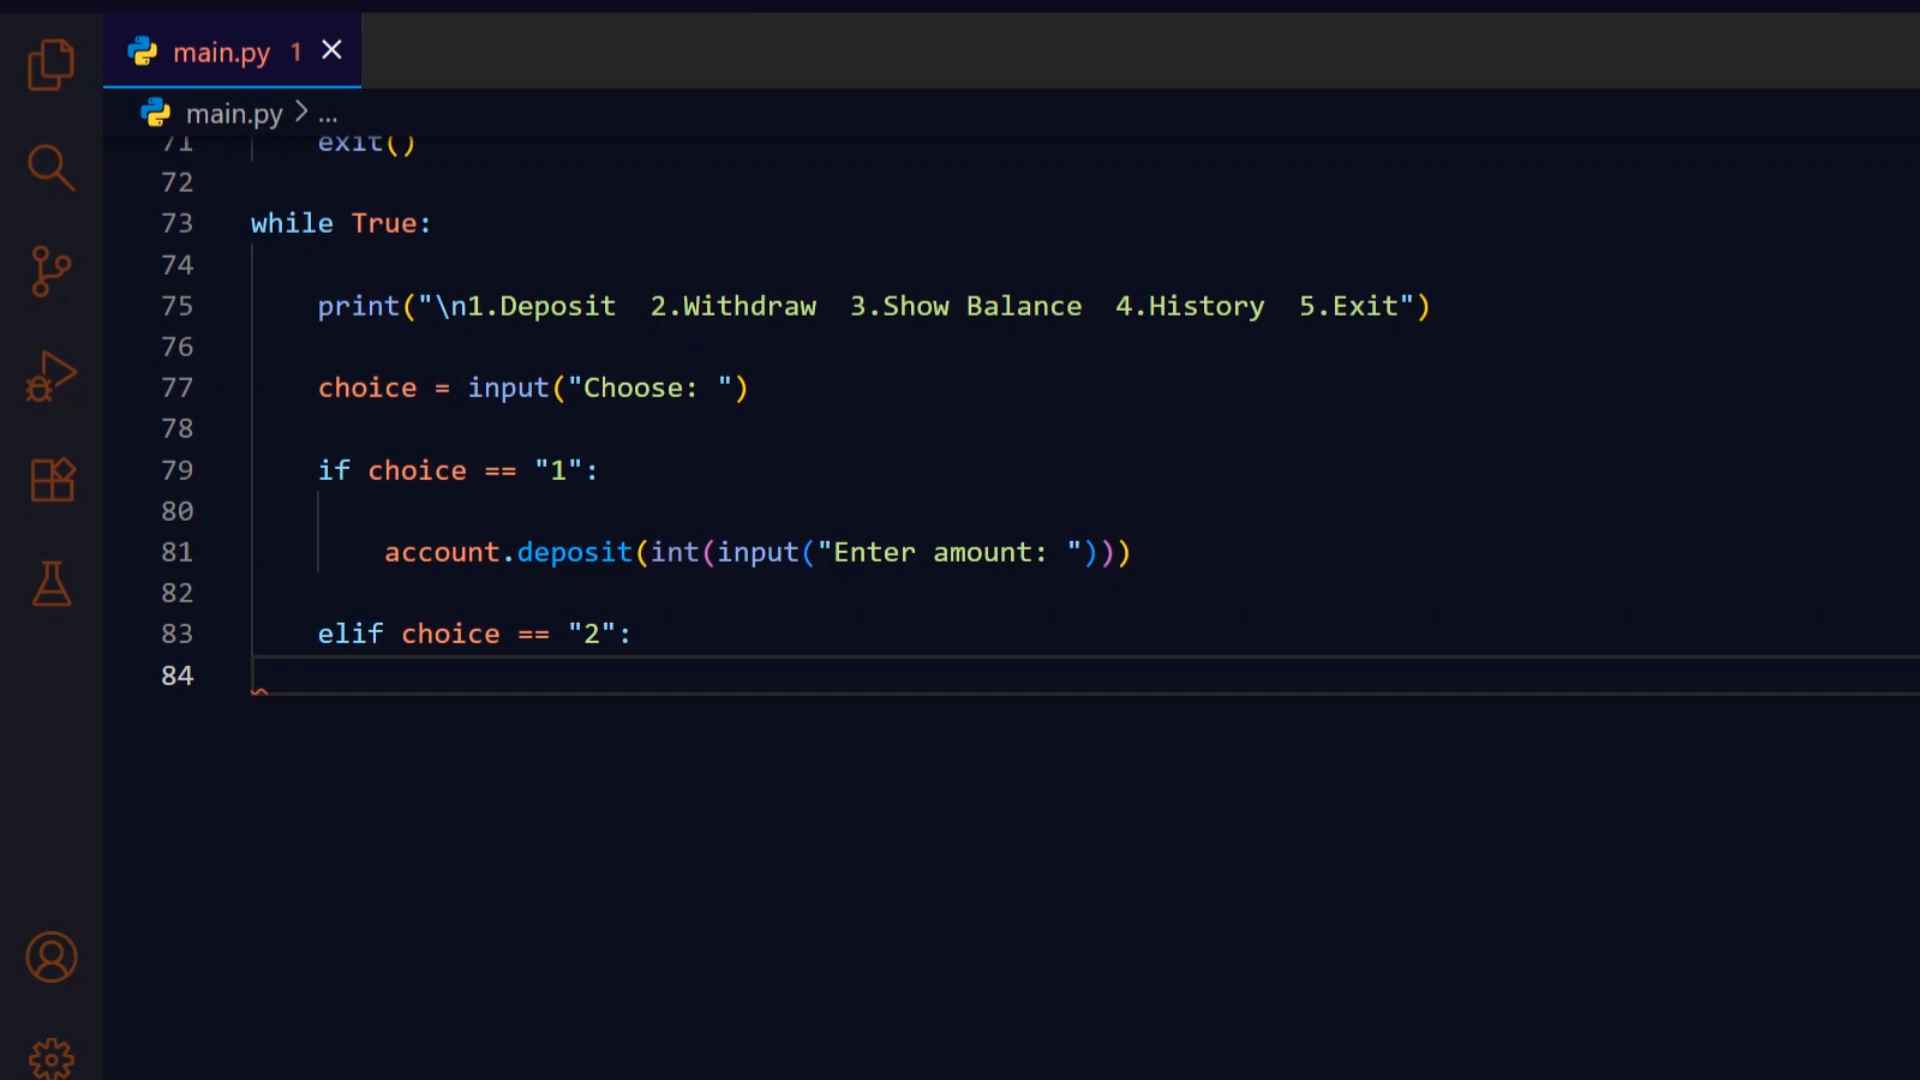 main.py 1
main.py > ...
71 exit()
72
73 while True:
74
75 print("\n1.Deposit  2.Withdraw  3.Show Balance  4.History  5.Exit")
76
77 choice = input("Choose: ")
78
79 if choice == "1":
80
81 account.deposit(int(input("Enter amount: ")))
82
83 elif choice == "2":
84